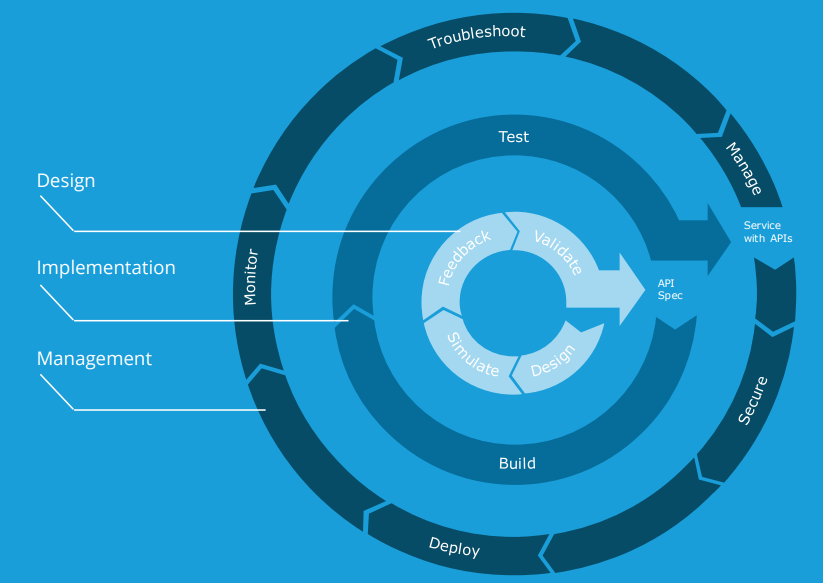 Troubleshoot
Test
Manage
Design
Service
with APIs
Feedback
Validate
Implementation
Monitor
API
Spec
Simulate
Design
Management
Secure
Build
Deploy